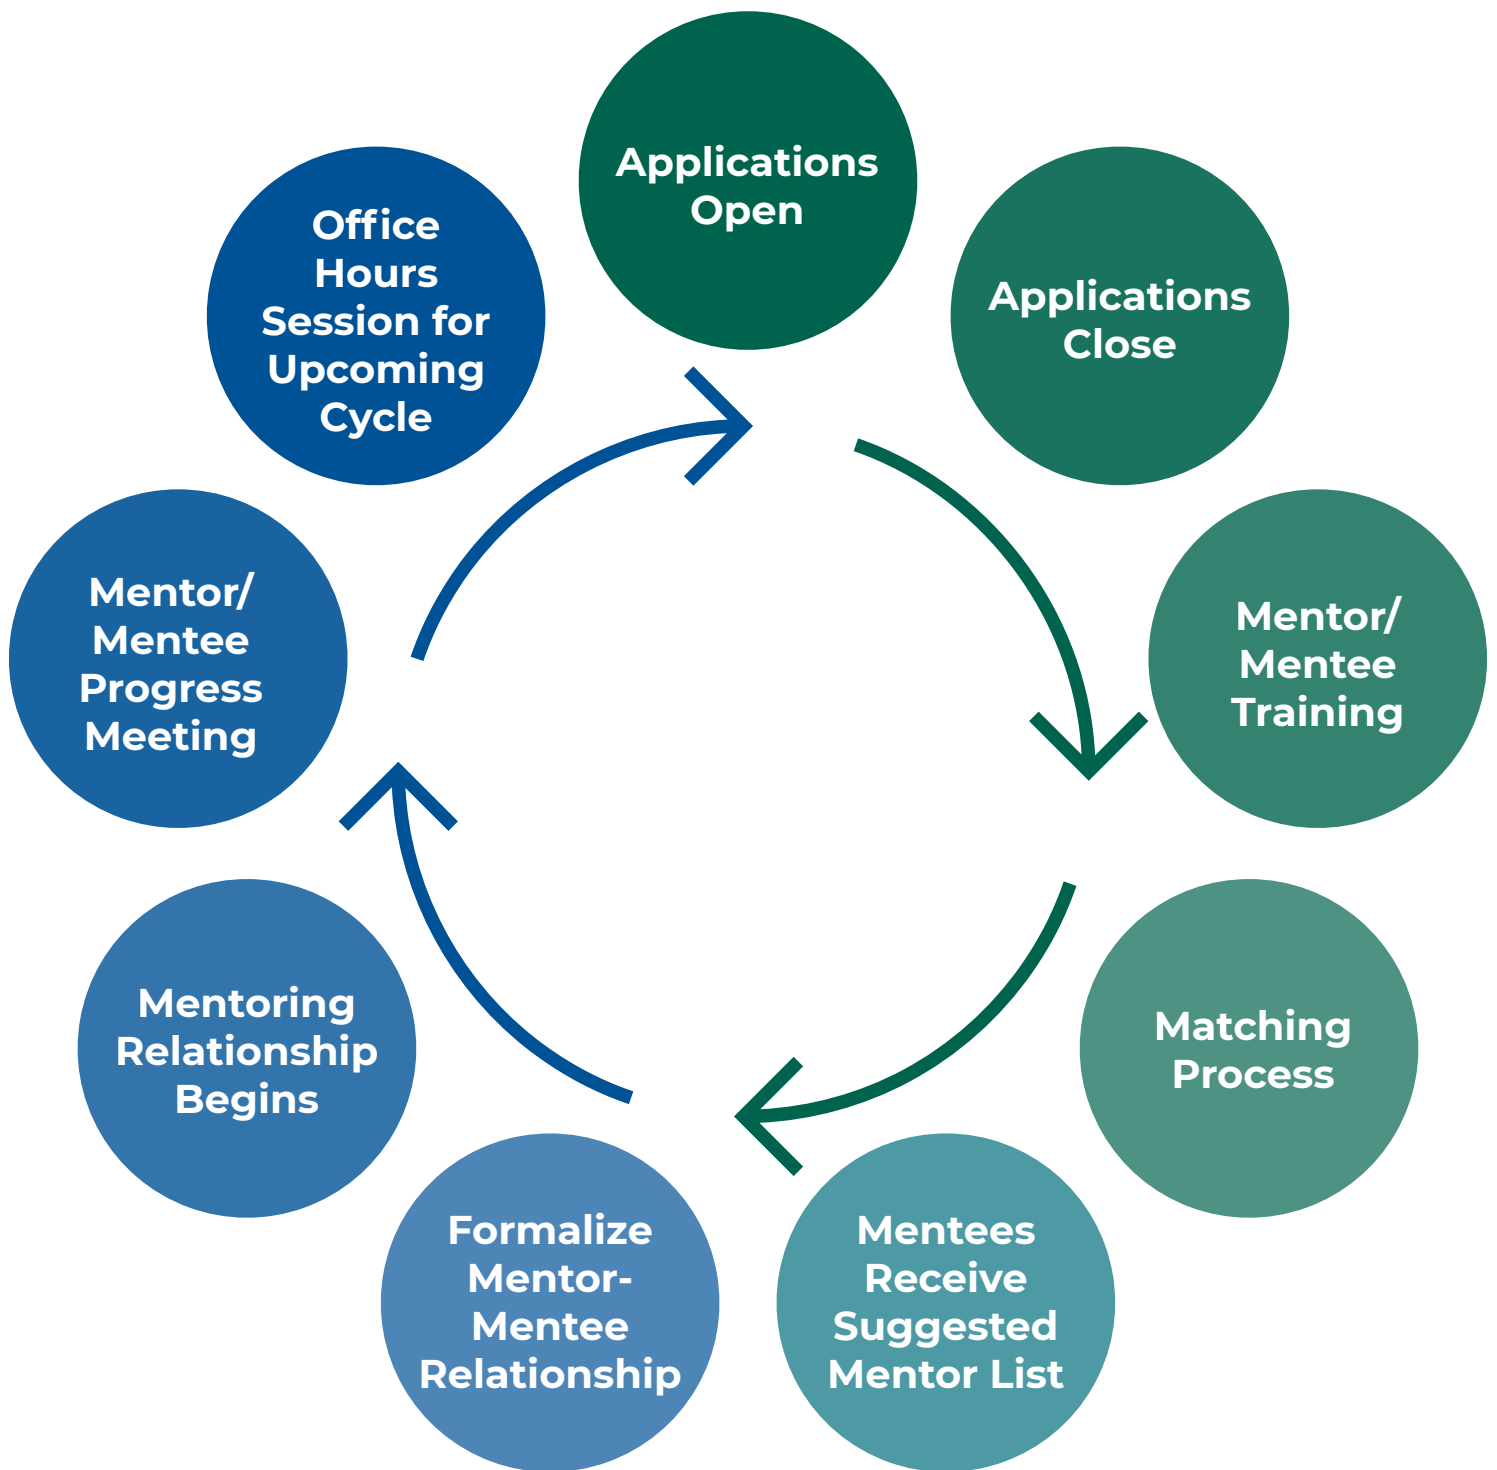 Applications
Open
Applications
Close
Mentor/
Mentee
Training
Matching
Process
Mentees
Receive
Suggested
Mentor List
Formalize
Mentor-
Mentee
Relationship
Mentoring
Relationship
Begins
Mentor/
Mentee
Progress
Meeting
Office
Hours
Session for
Upcoming
Cycle